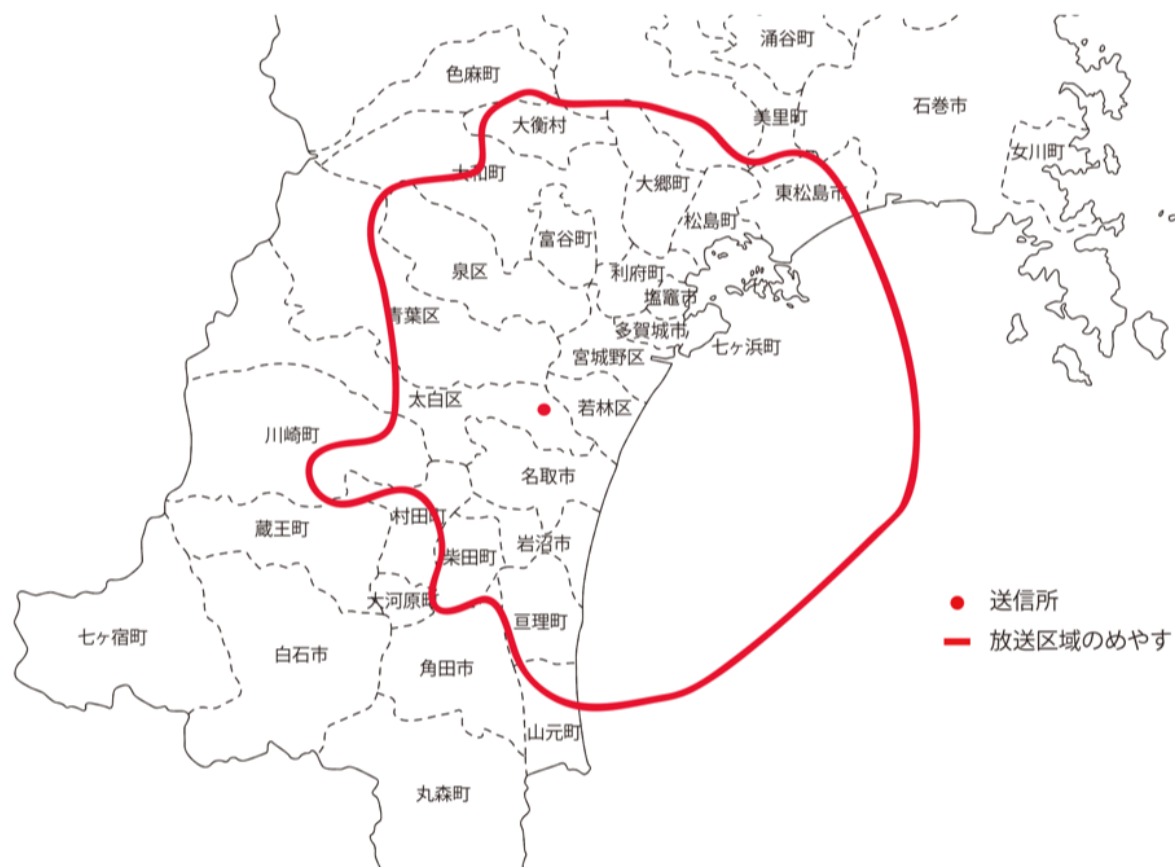 涌谷町
色麻町
石巻市
美里町
大衡村
女川町
大和町
大郷町
東松島市
松島町
富谷町
泉区
利府町
塩竈市
青葉区
多賀城市
七ヶ浜町
宮城野区
太白区
若林区
川崎町
名取市
村田町
蔵王町
岩沼市
柴田町
大河原町
送信所
亘理町
七ヶ宿町
放送区域のめやす
白石市
角田市
山元町
丸森町